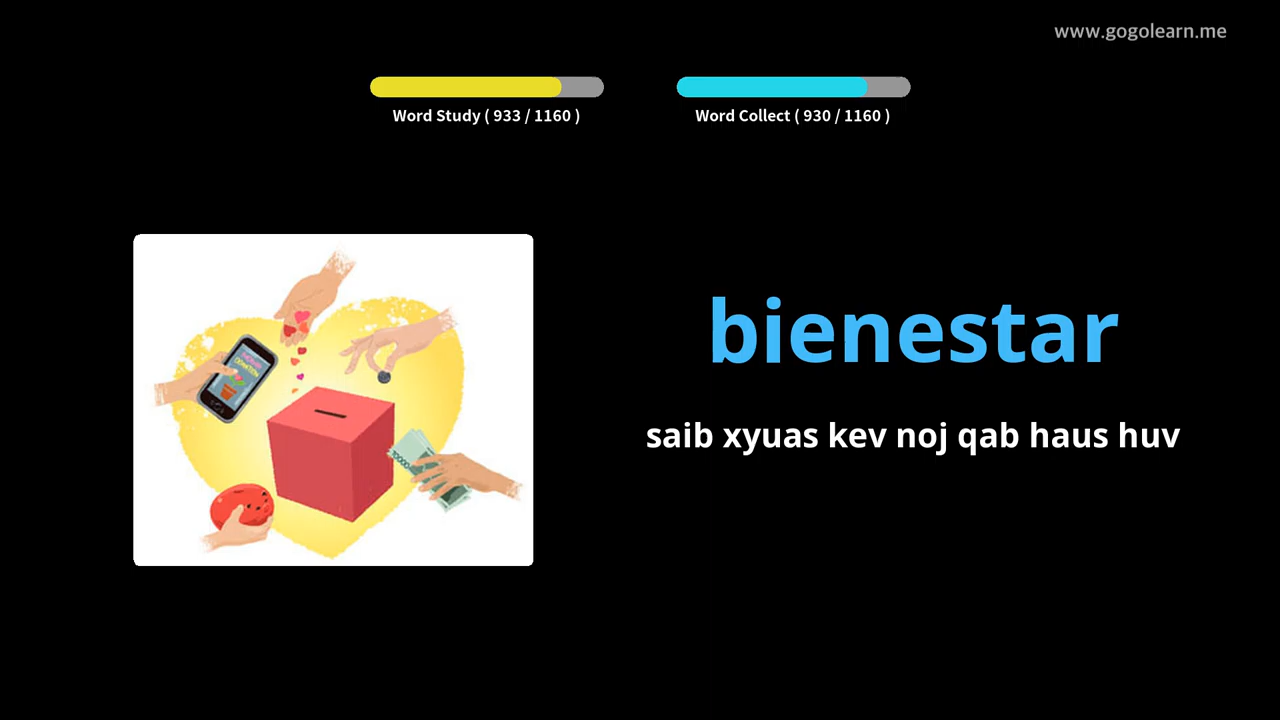 www.gogolearn.me
Word Study ( 933 / 1160 )
Word Collect ( 930 / 1160 )
bienestar
saib xyuas kev noj qab haus huv